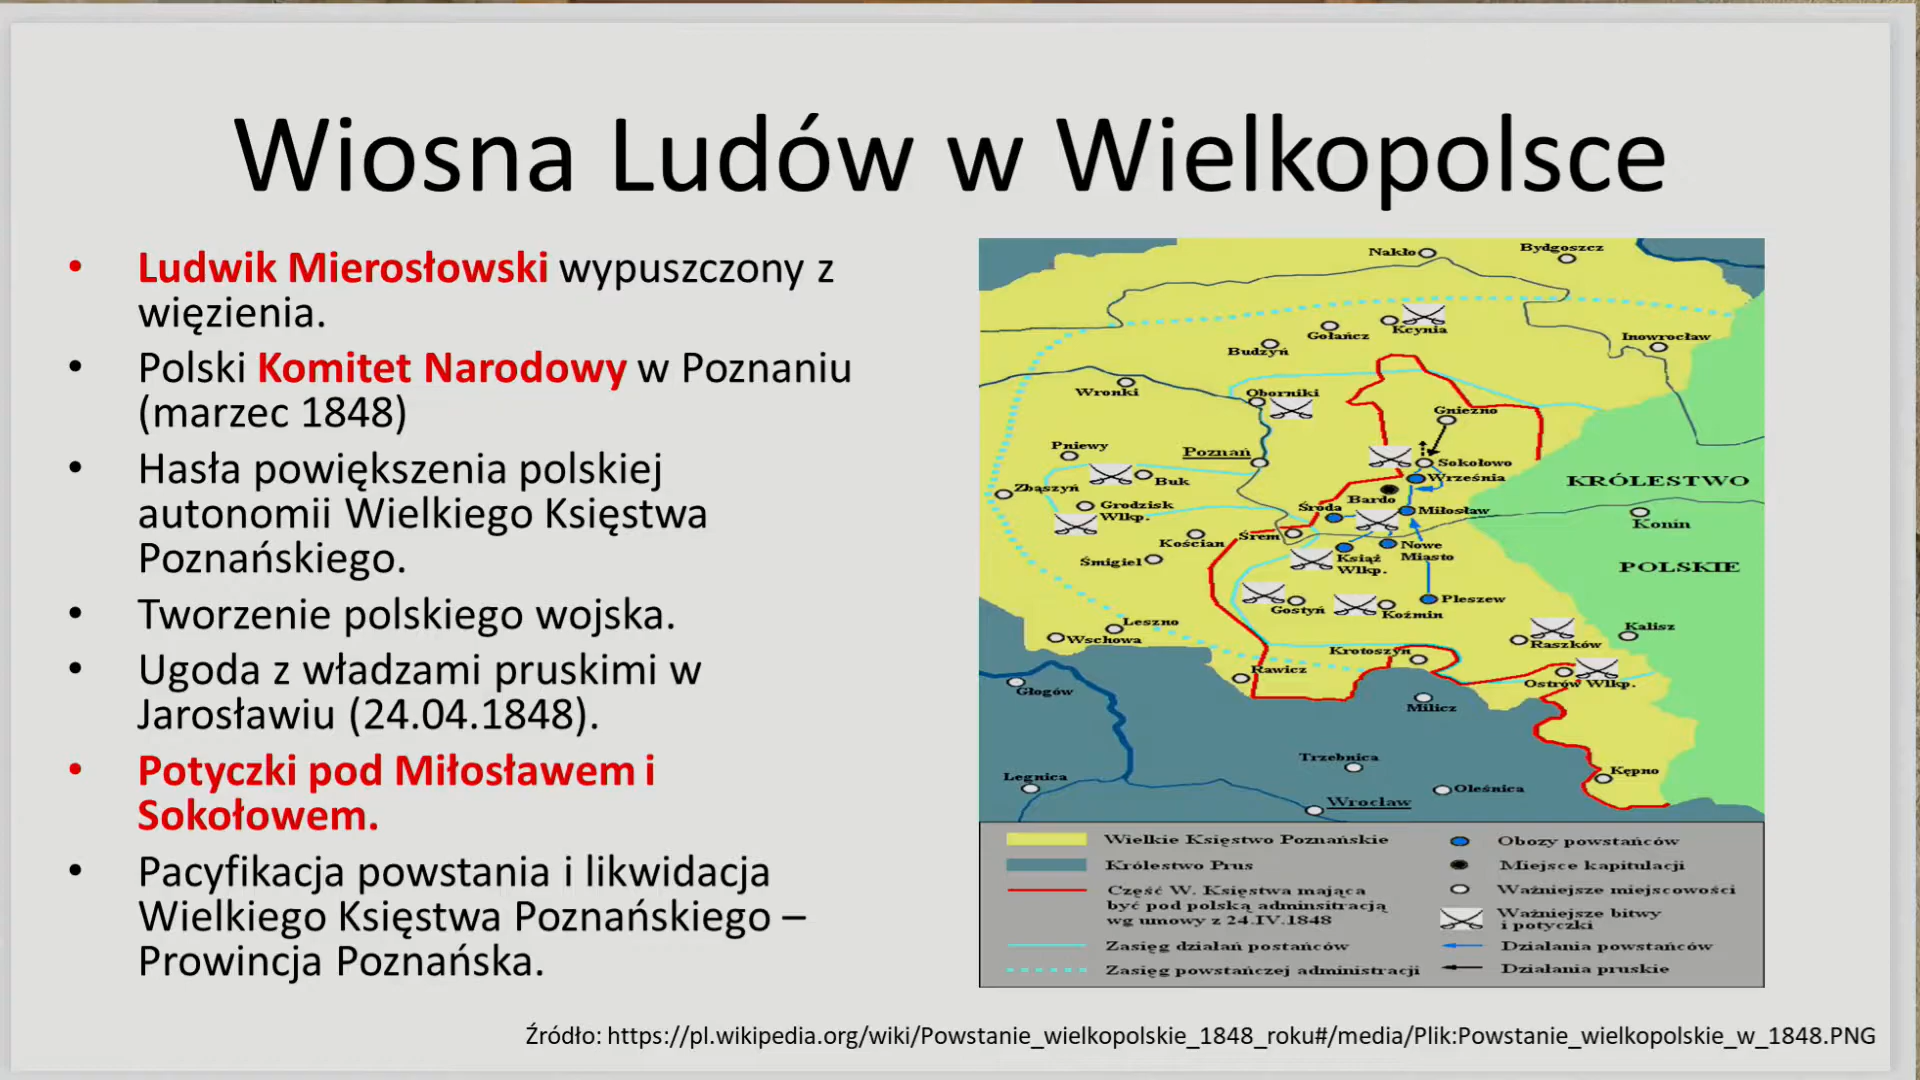 Wiosna Ludów w Wielkopolsce
• Ludwik Mierosłowski wypuszczony z
więzienia.
• Polski Komitet Narodowy w Poznaniu
(marzec 1848)
• Hasła powiększenia polskiej
autonomii Wielkiego Księstwa
Poznańskiego.
• Tworzenie polskiego wojska.
• Ugoda z władzami pruskimi w
Jarosławiu (24.04.1848).
• Potyczki pod Miłosławem i
Sokołowem.
• Pacyfikacja powstania i likwidacja
Wielkiego Księstwa Poznańskiego –
Prowincja Poznańska.
Nakło
Bydgoszcz
Kcynia
Gołańcz
Budzyń
Inowrocław
Wronki
Oborniki
Gniezno
Pniewy
Poznań
Sokołowo
Września
KRÓLESTWO
Buk
Zbąszyń
Bardo
Grodzisk
Wlkp.
Środa
Miłosław
Konin
Śrem
Kościan
Nowe
Miasto
Śmigiel
Książ
Wlkp.
POLSKIE
Pleszew
Gostyń
Koźmin
Leszno
Kalisz
Wschowa
Raszków
Krotoszyn
Rawicz
Ostrów Wlkp.
Głogów
Milicz
Trzebnica
Kępno
Legnica
Oleśnica
Wrocław
Wielkie Księstwo Poznańskie
Królestwo Prus
Część W. Księstwa mająca
być pod polską adminsitracją
wg umowy z 24.IV.1848
Zasięg działań postańców
Zasięg powstańczej administracji
Obozy powstańców
Miejsce kapitulacji
Ważniejsze miejscowości
Ważniejsze bitwy
i potyczki
Działania powstańców
Działania pruskie
Źródło: https://pl.wikipedia.org/wiki/Powstanie_wielkopolskie_1848_roku#/media/Plik:Powstanie_wielkopolskie_w_1848.PNG